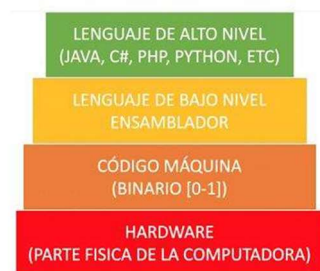 LENGUAJE DE ALTO NIVEL
(JAVA, C#, PHP, PYTHON, ETC)
LENGUAJE DE BAJO NIVEL
ENSAMBLADOR
CÓDIGO MÁQUINA
(BINARIO [0-1])
HARDWARE
(PARTE FISICA DE LA COMPUTADORA)